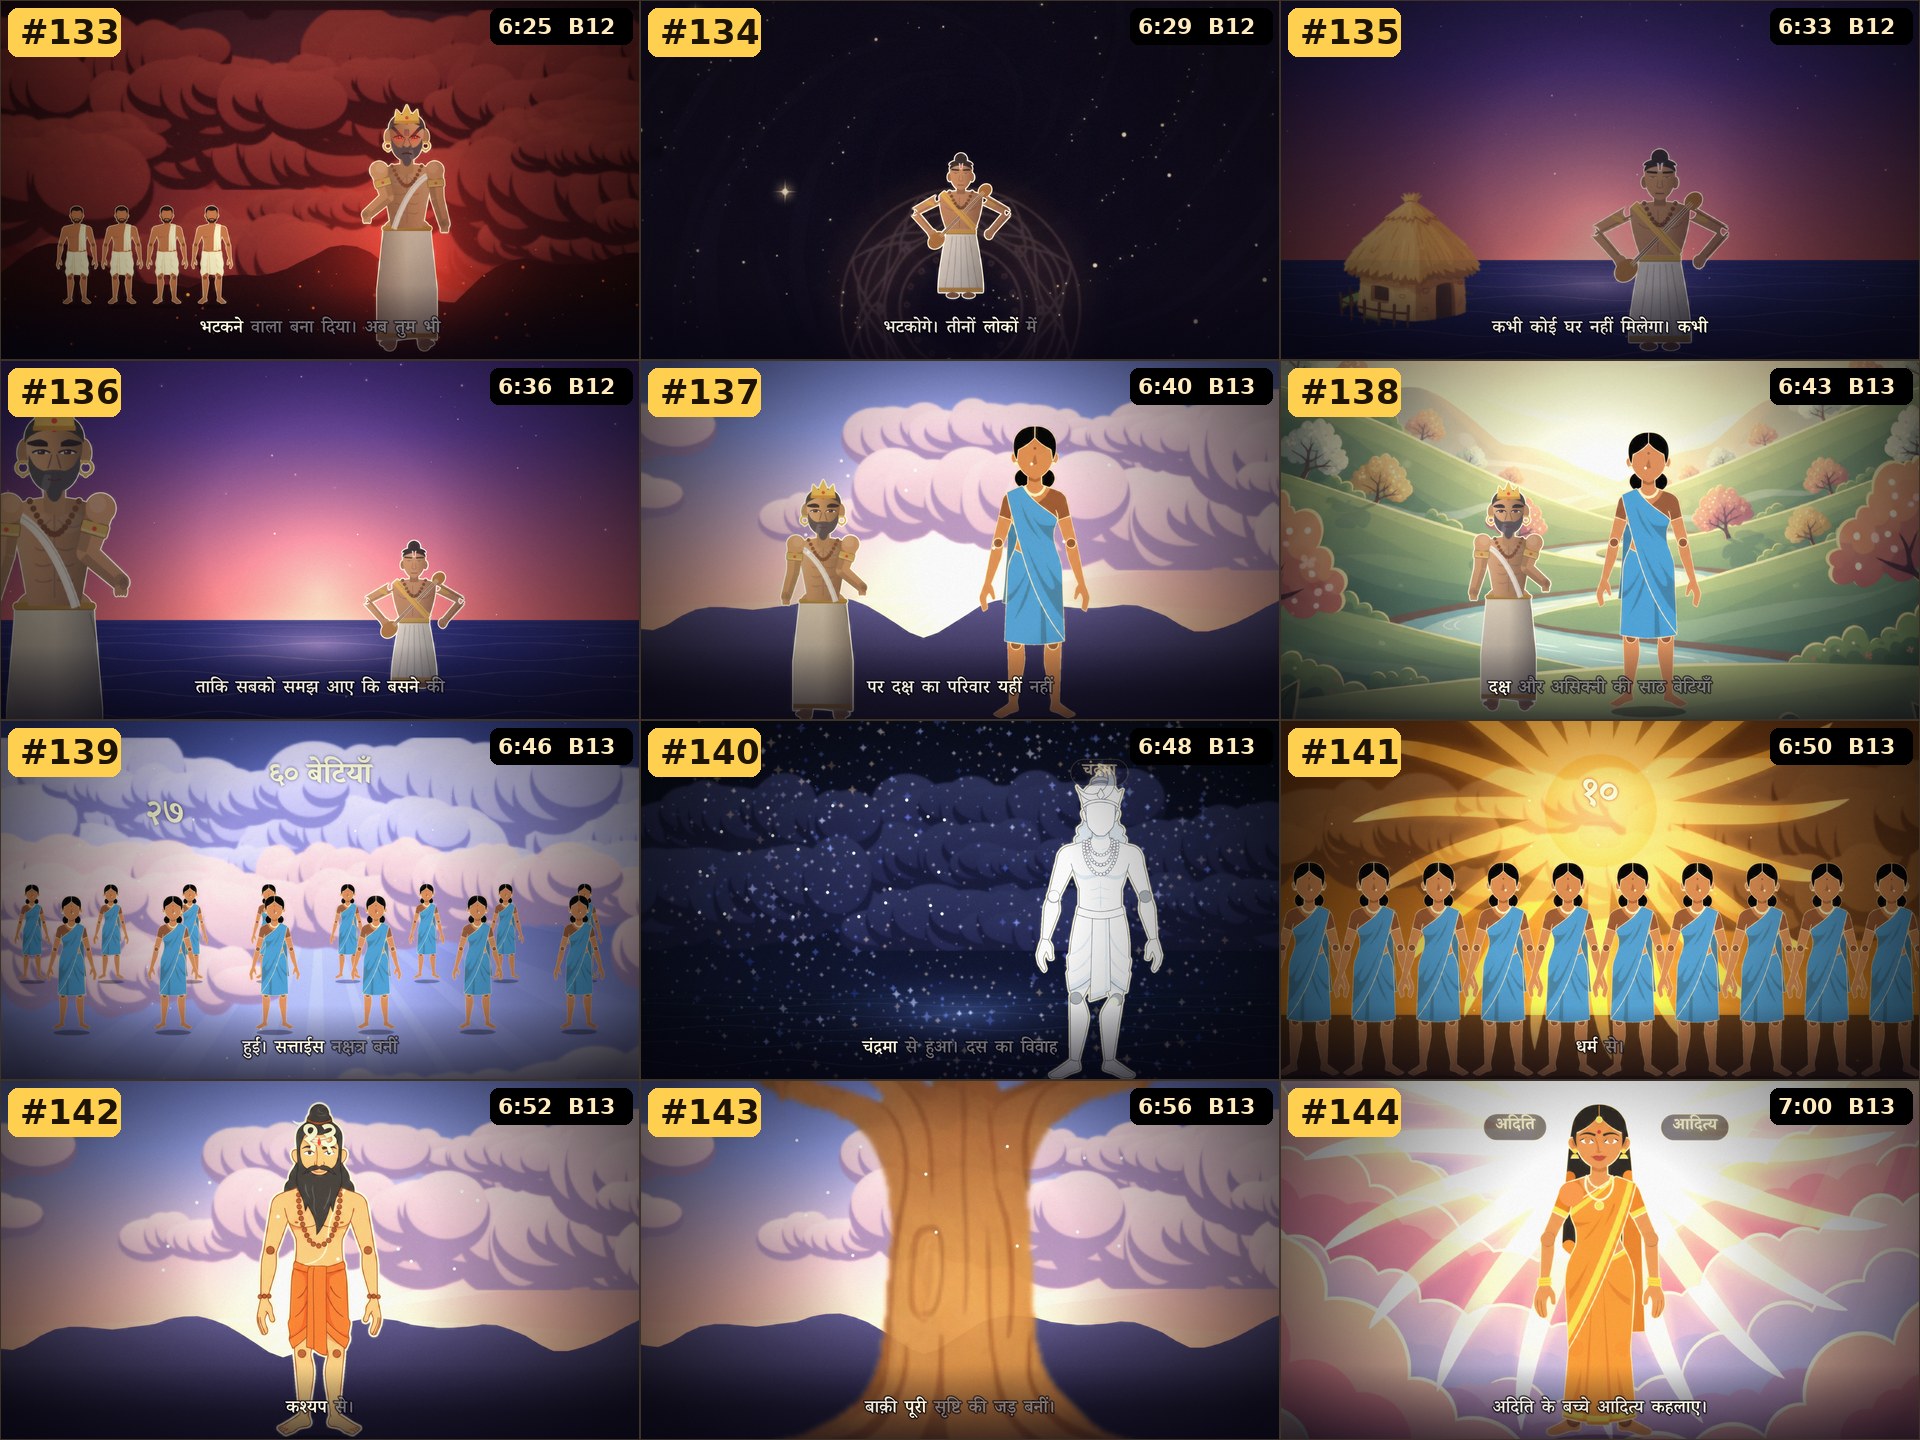 #133
6:25 B12
भटकने वाला बना दिया। अब तुम भी
#134
6:29 B12
भटकोगे। तीनों लोकों में
#135
6:33 B12
कभी कोई घर नहीं मिलेगा। कभी
#136
6:36 B12
ताकि सबको समझ आए कि बसने की
#137
6:40 B13
पर दक्ष का परिवार यहीं नहीं
#138
6:43 B13
दक्ष और असिक्नी की साठ बेटियाँ
#139
6:46 B13
६० बेटियाँ
२७
हुई। सत्ताईस नक्षत्र बनीं
#140
6:48 B13
चंद्रमा
चंद्रमा से हुआ। दस का विवाह
#141
6:50 B13
१०
धर्म से।
#142
6:52 B13
१३
कश्यप से।
#143
6:56 B13
बाक़ी पूरी सृष्टि की जड़ बनीं।
#144
7:00 B13
अदिति
आदित्य
अदिति के बच्चे आदित्य कहलाए।